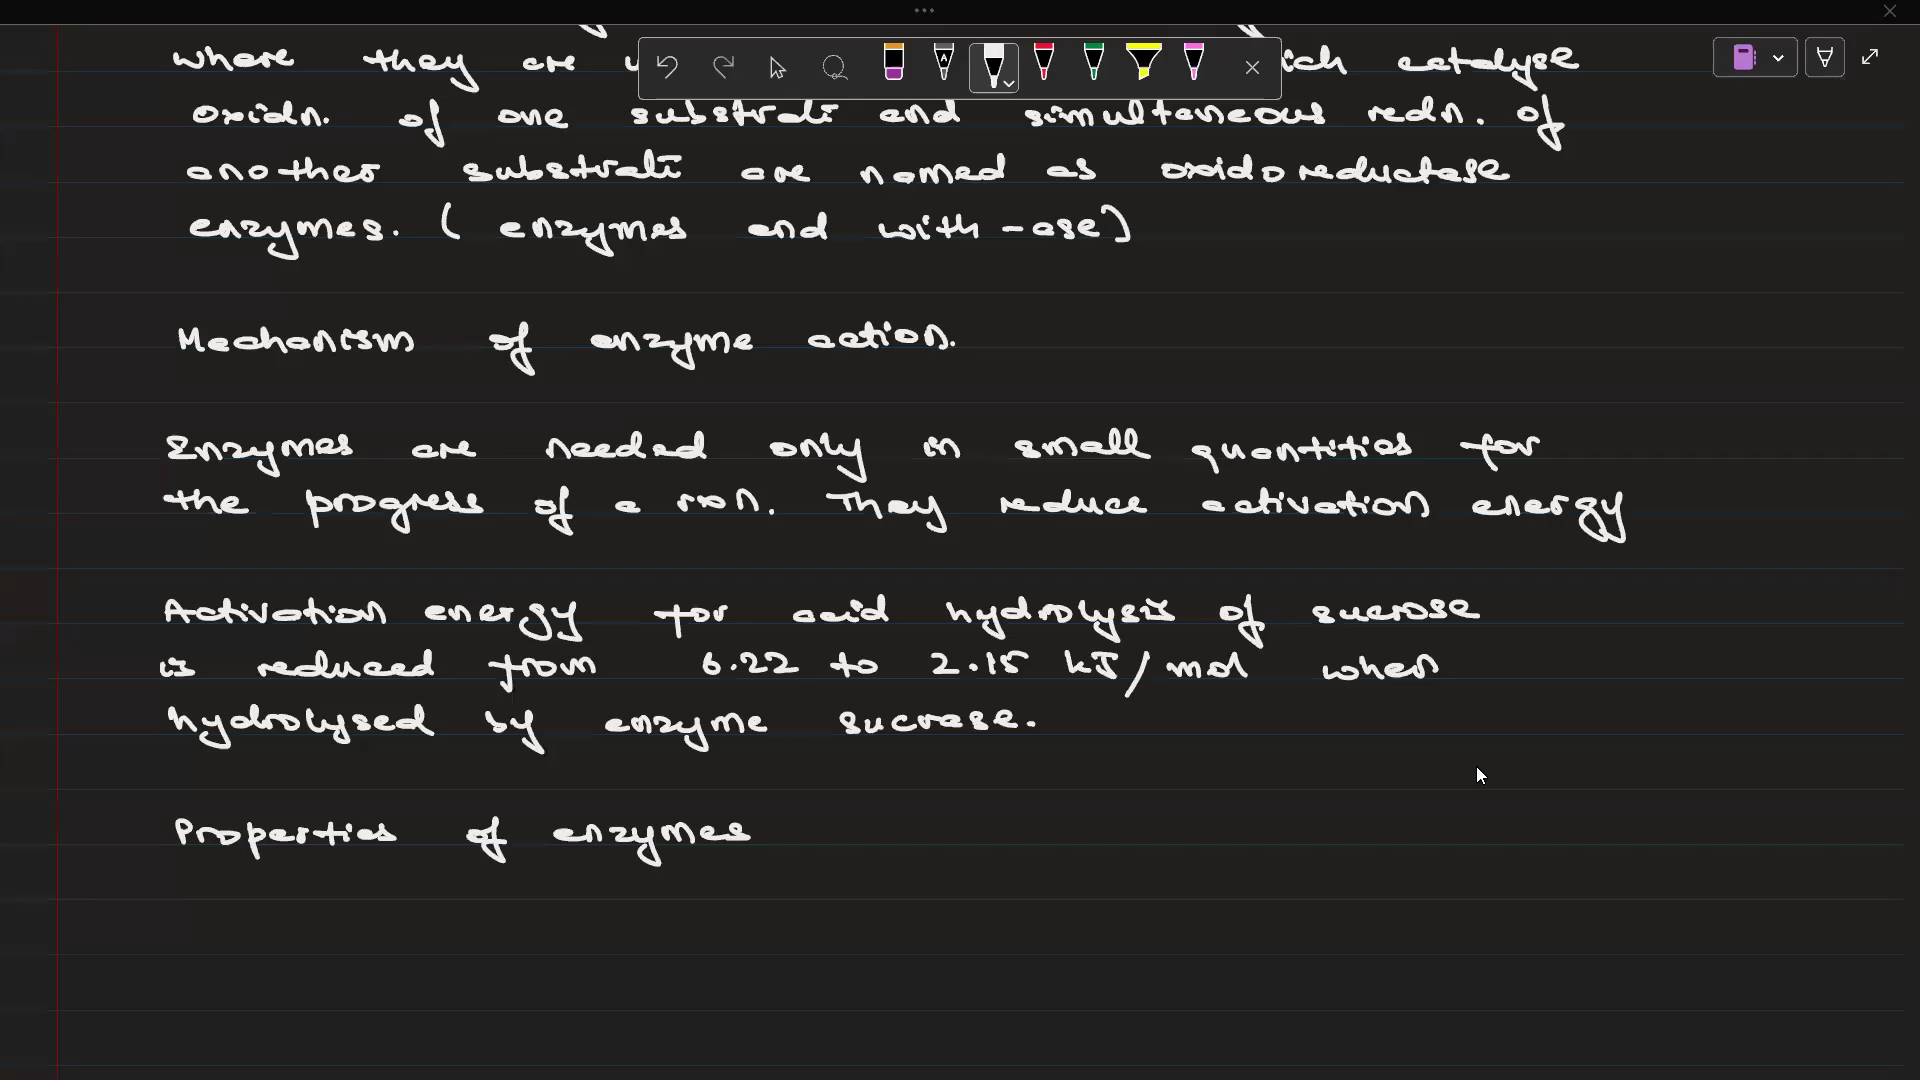 where they are ich catalyse
oxidn. of one substrate and simultaneous redn. of
another substrate are named as oxidoreductase
enzymes. ( enzymes end with -ase)
Mechanism of enzyme action.
Enzymes are needed only in small quantities for
the progress of a rxn. They reduce activation energy
Activation energy for acid hydrolysis of sucrose
is reduced from 6.22 to 2.15 kJ/mol when
hydrolysed by enzyme sucrase.
Properties of enzymes